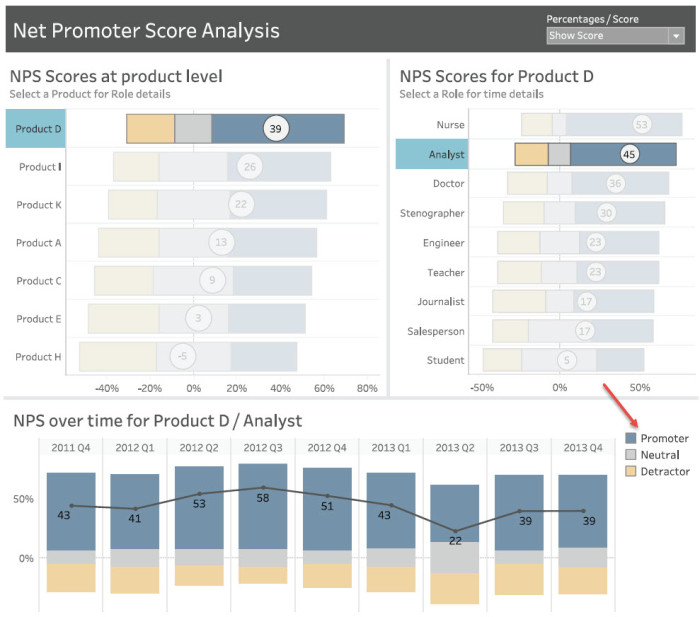 Net Promoter Score Analysis
Percentages / Score
Show Score
NPS Scores at product level
Select a Product for Role details
Product D 39
Product I 26
Product K 22
Product A 13
Product C 9
Product E 3
Product H -5
-40% -20% 0% 20% 40% 60% 80%
NPS Scores for Product D
Select a Role for time details
Nurse 53
Analyst 45
Doctor 36
Stenographer 30
Engineer 23
Teacher 23
Journalist 17
Salesperson 17
Student 5
-50% 0% 50%
NPS over time for Product D / Analyst
2011 Q4 2012 Q1 2012 Q2 2012 Q3 2012 Q4 2013 Q1 2013 Q2 2013 Q3 2013 Q4
50%
0%
43 41 53 58 51 43 22 39 39
Promoter
Neutral
Detractor